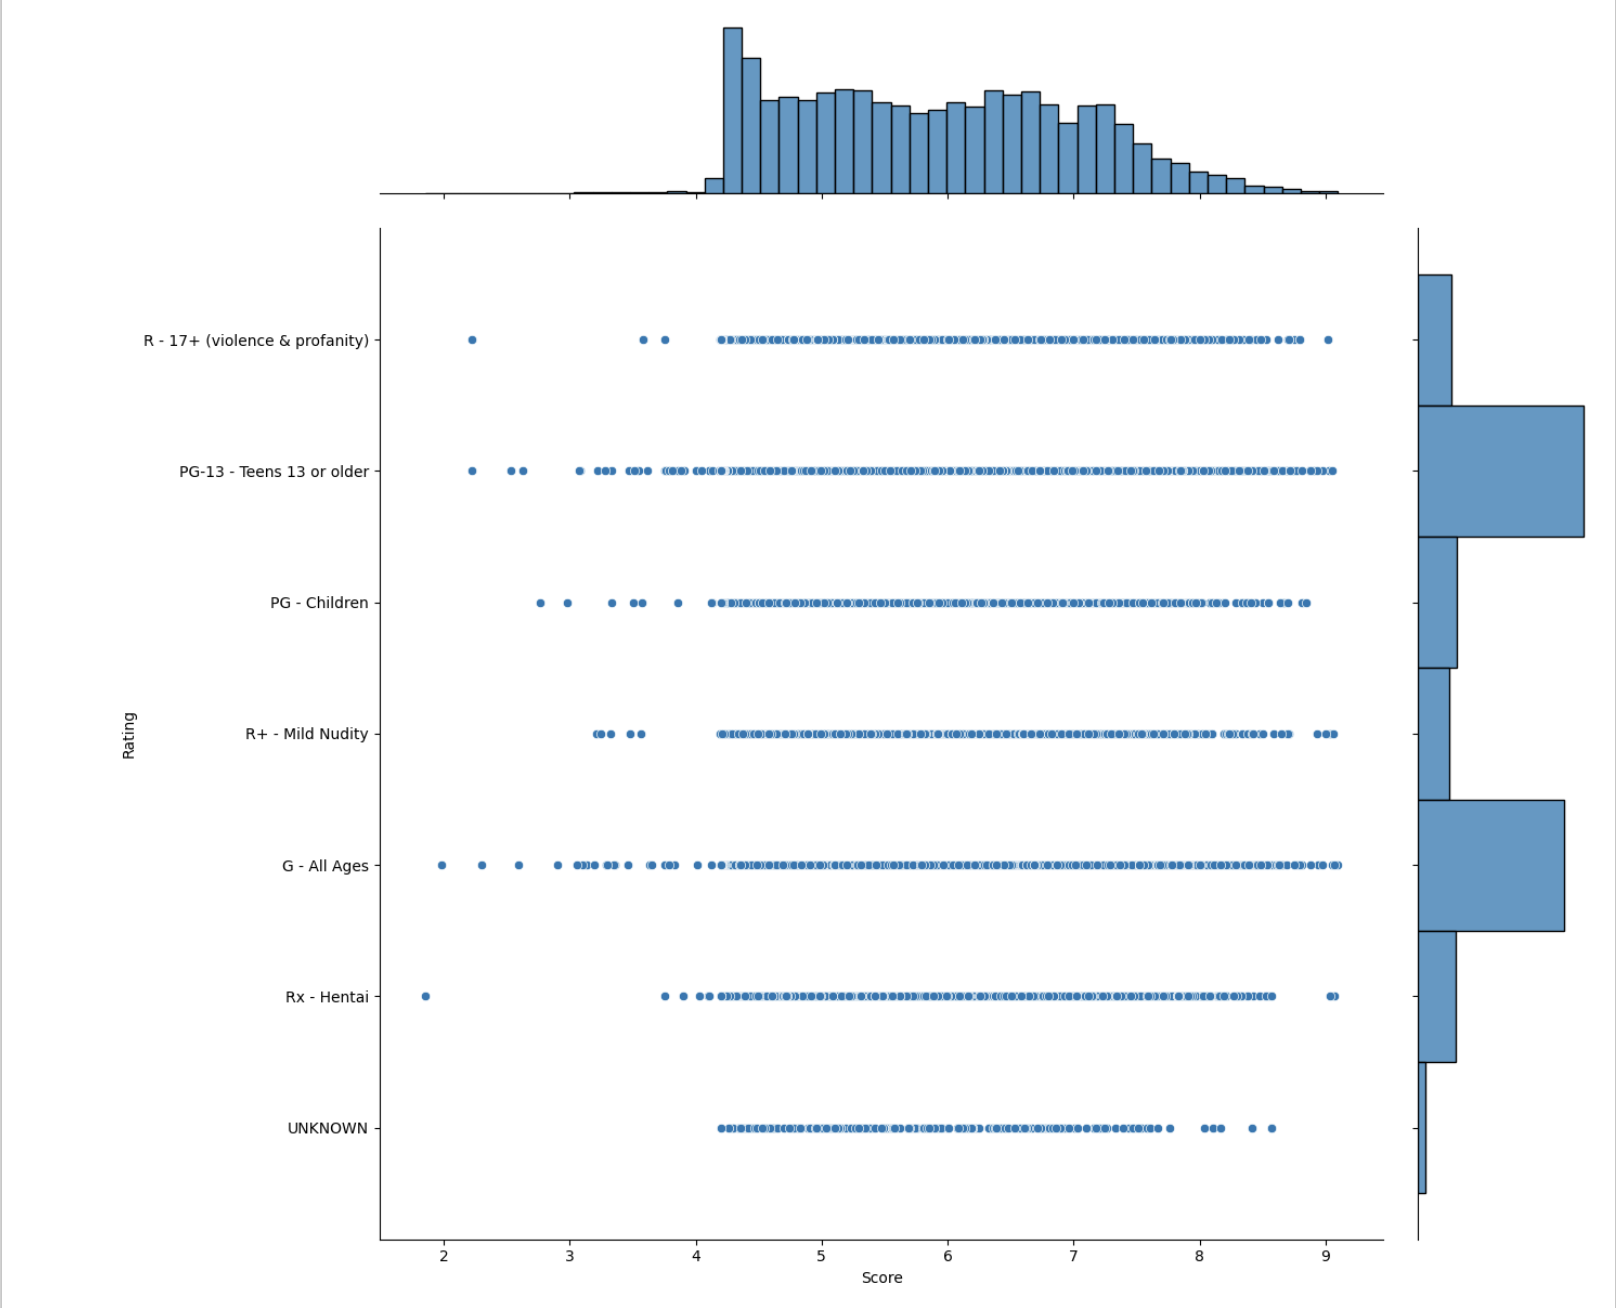 R - 17+ (violence & profanity)
PG-13 - Teens 13 or older
PG - Children
R+ - Mild Nudity
G - All Ages
Rx - Hentai
UNKNOWN
Rating
2 3 4 5 6 7 8 9
Score